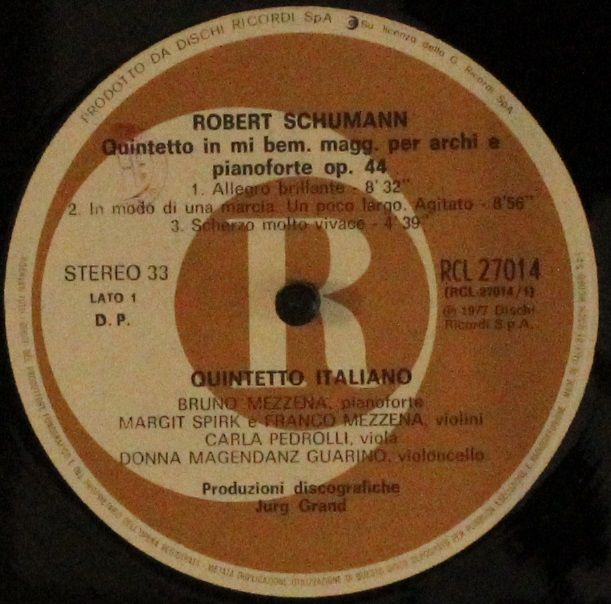 PRODOTTO DA DISCHI RICORDI SpA Su licenza della G. Ricordi SpA
ROBERT SCHUMANN
Quintetto in mi bem. magg. per archi e
pianoforte op. 44
1. Allegro brillante - 8'32"
2. In modo di una marcia. Un poco largo. Agitato - 8'56"
3. Scherzo molto vivace - 4'39"
STEREO 33
LATO 1
D. P.
RCL 27014
(RCL-27014/1)
℗ 1977 Dischi
Ricordi S.p.A.
R
QUINTETTO ITALIANO
BRUNO MEZZENA, pianoforte
MARGIT SPIRK e FRANCO MEZZENA, violini
CARLA PEDROLLI, viola
DONNA MAGENDANZ GUARINO, violoncello
Produzioni discografiche
Jurg Grand